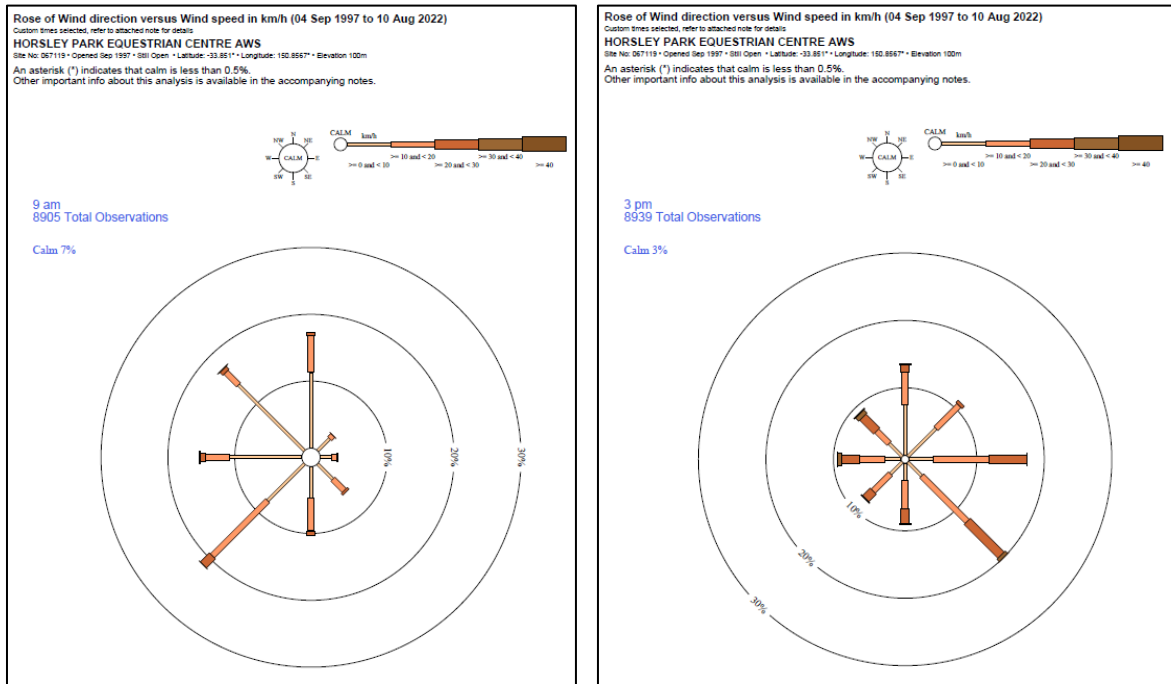 Rose of Wind direction versus Wind speed in km/h (04 Sep 1997 to 10 Aug 2022)
Custom times selected, refer to attached note for details
HORSLEY PARK EQUESTRIAN CENTRE AWS
Site No: 067119 • Opened Sep 1997 • Still Open • Latitude: -33.851° • Longitude: 150.8567° • Elevation 100m
An asterisk (*) indicates that calm is less than 0.5%.
Other important info about this analysis is available in the accompanying notes.
N
NW NE
W CALM E
SW SE
S
CALM km/h
>= 10 and < 20 >= 30 and < 40
>= 0 and < 10 >= 20 and < 30 >= 40
9 am
8905 Total Observations
Calm 7%
10% 20% 30%
Rose of Wind direction versus Wind speed in km/h (04 Sep 1997 to 10 Aug 2022)
Custom times selected, refer to attached note for details
HORSLEY PARK EQUESTRIAN CENTRE AWS
Site No: 067119 • Opened Sep 1997 • Still Open • Latitude: -33.851° • Longitude: 150.8567° • Elevation 100m
An asterisk (*) indicates that calm is less than 0.5%.
Other important info about this analysis is available in the accompanying notes.
N
NW NE
W CALM E
SW SE
S
CALM km/h
>= 10 and < 20 >= 30 and < 40
>= 0 and < 10 >= 20 and < 30 >= 40
3 pm
8939 Total Observations
Calm 3%
10%
20%
30%